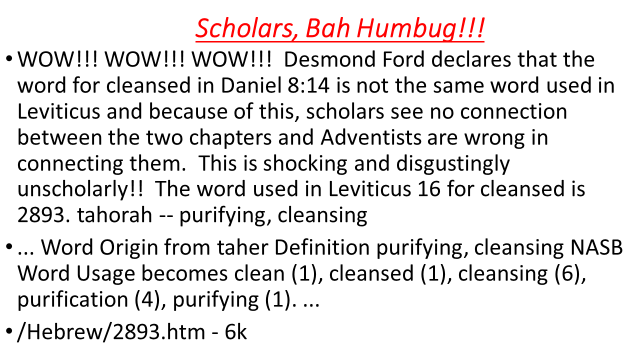 Scholars, Bah Humbug!!!
• WOW!!! WOW!!! WOW!!!  Desmond Ford declares that the
word for cleansed in Daniel 8:14 is not the same word used in
Leviticus and because of this, scholars see no connection
between the two chapters and Adventists are wrong in
connecting them.  This is shocking and disgustingly
unscholarly!!  The word used in Leviticus 16 for cleansed is
2893. tahorah -- purifying, cleansing
• ... Word Origin from taher Definition purifying, cleansing NASB
Word Usage becomes clean (1), cleansed (1), cleansing (6),
purification (4), purifying (1). ...
• /Hebrew/2893.htm - 6k